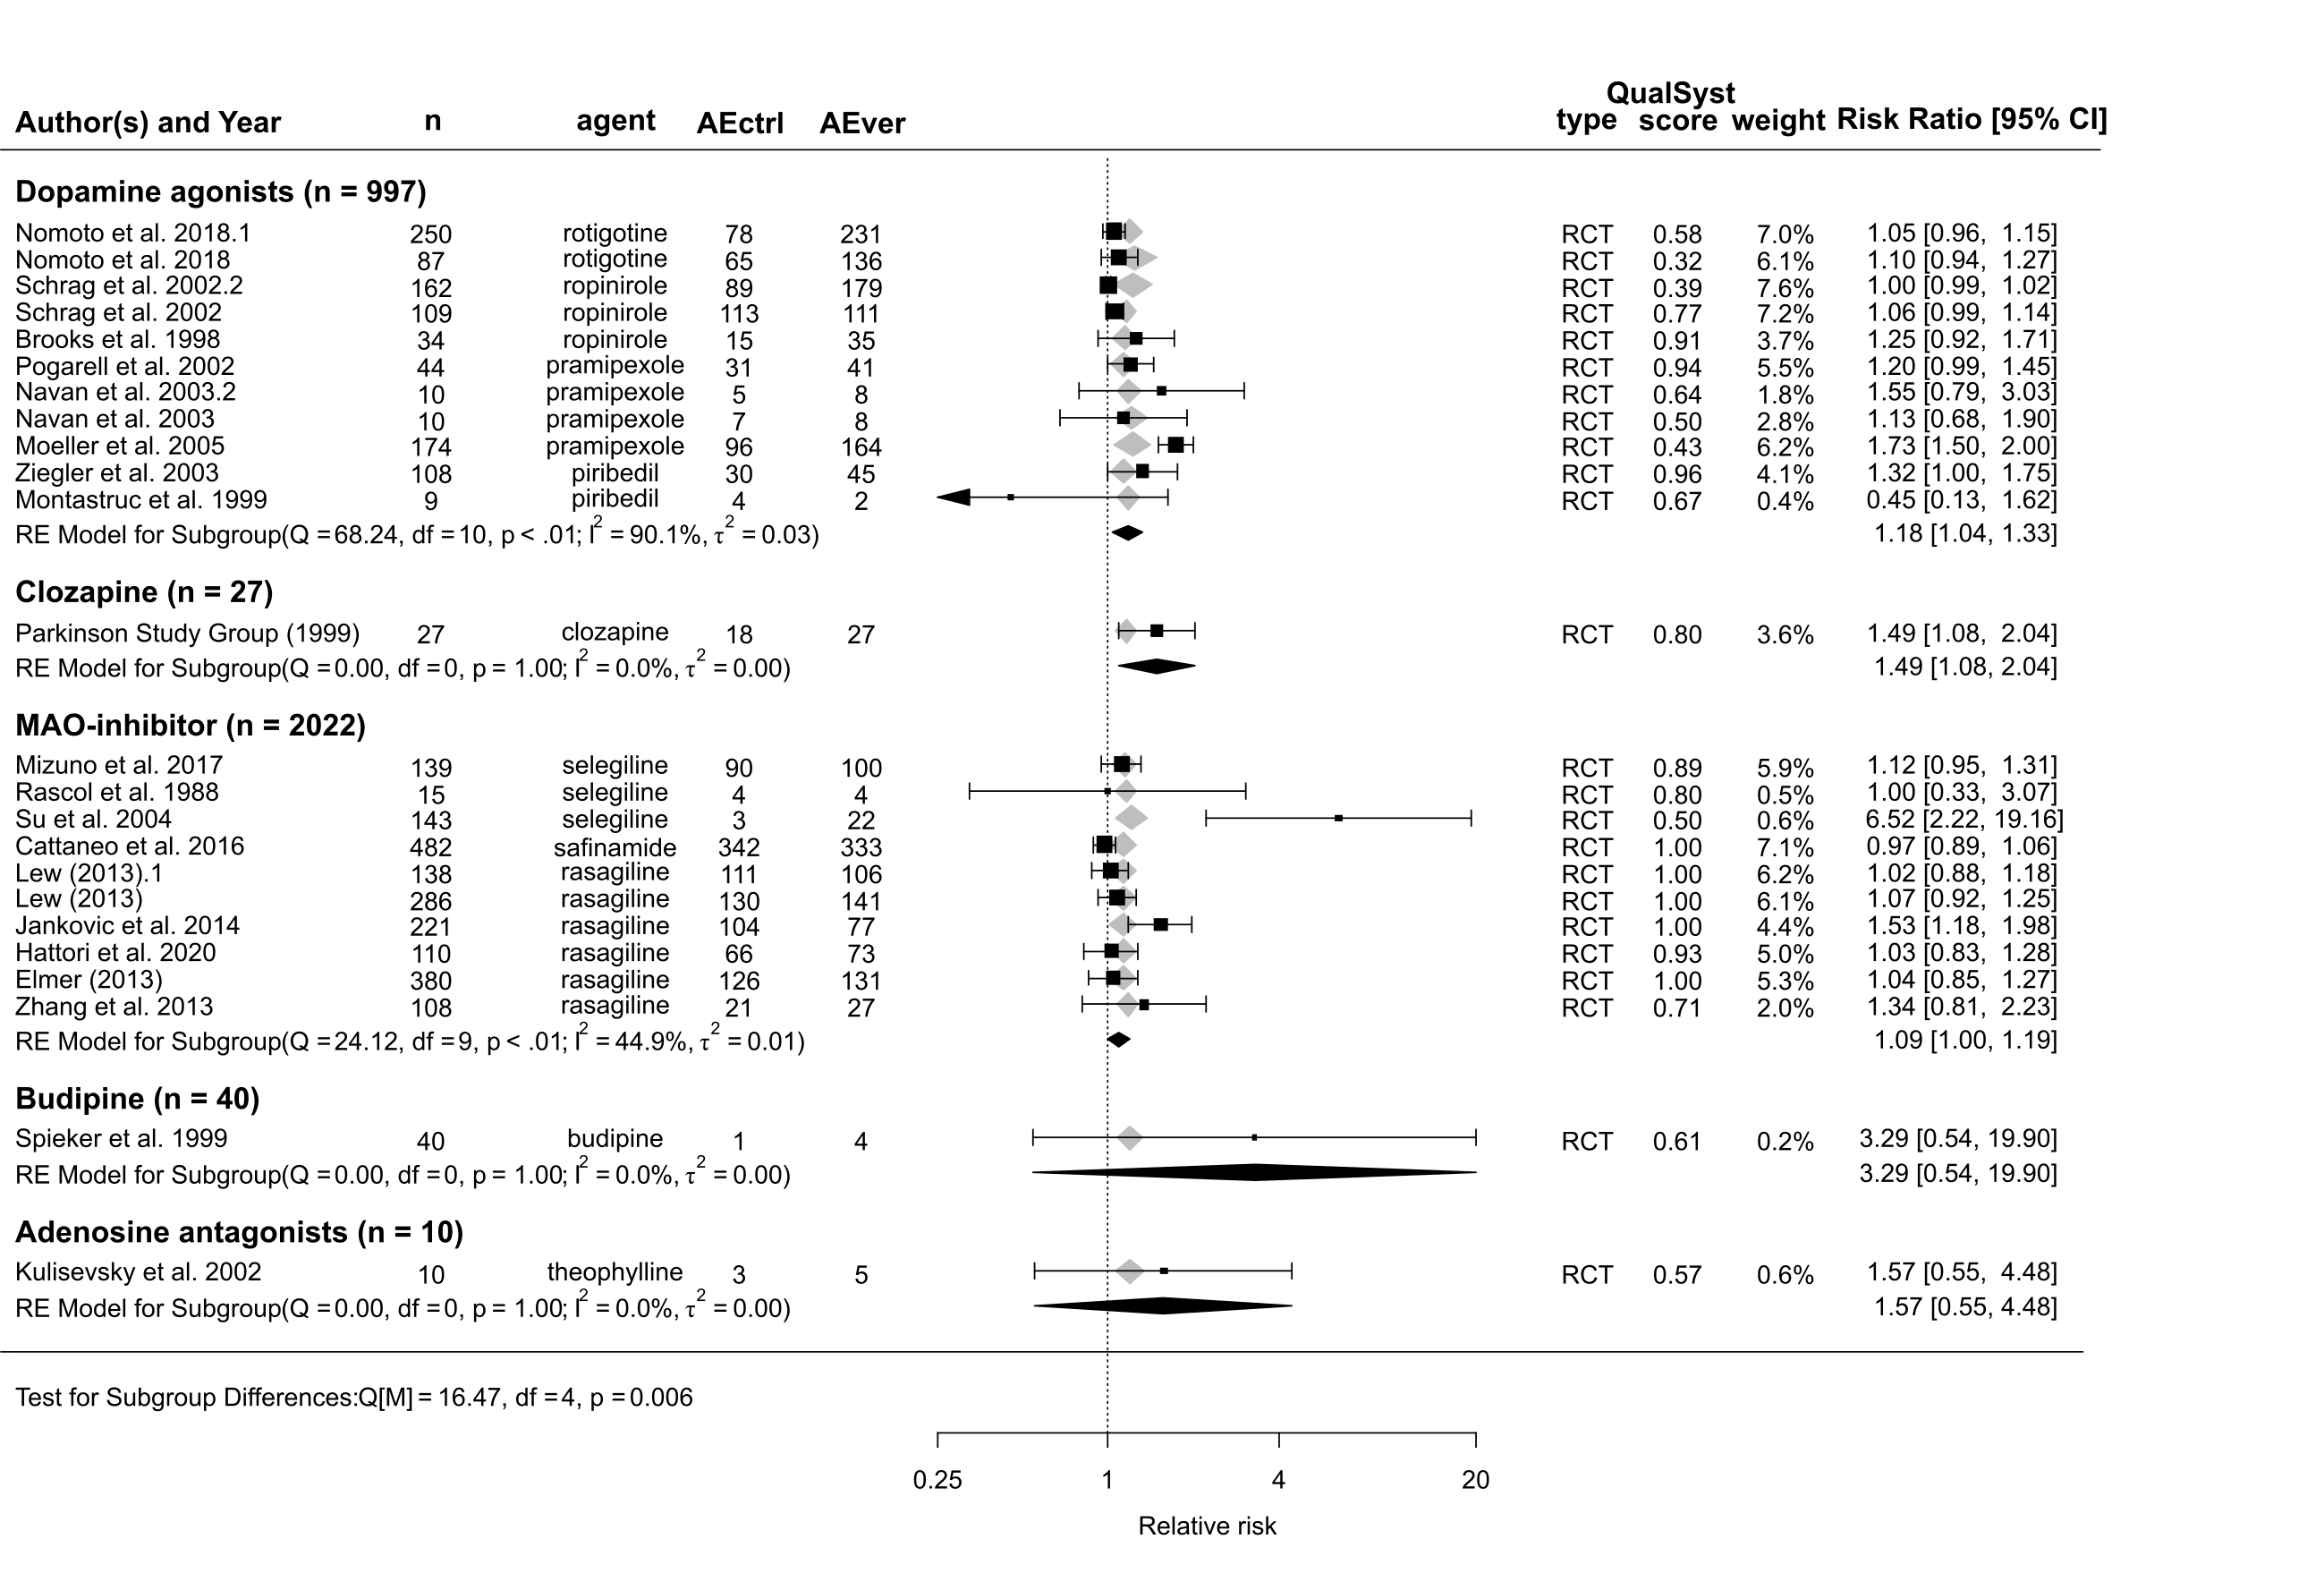 QualSyst
Author(s) and Year n agent AEctrl AEver type score weight Risk Ratio [95% CI]
Dopamine agonists (n = 997)
Nomoto et al. 2018.1 250 rotigotine 78 231 RCT 0.58 7.0% 1.05 [0.96, 1.15]
Nomoto et al. 2018 87 rotigotine 65 136 RCT 0.32 6.1% 1.10 [0.94, 1.27]
Schrag et al. 2002.2 162 ropinirole 89 179 RCT 0.39 7.6% 1.00 [0.99, 1.02]
Schrag et al. 2002 109 ropinirole 113 111 RCT 0.77 7.2% 1.06 [0.99, 1.14]
Brooks et al. 1998 34 ropinirole 15 35 RCT 0.91 3.7% 1.25 [0.92, 1.71]
Pogarell et al. 2002 44 pramipexole 31 41 RCT 0.94 5.5% 1.20 [0.99, 1.45]
Navan et al. 2003.2 10 pramipexole 5 8 RCT 0.64 1.8% 1.55 [0.79, 3.03]
Navan et al. 2003 10 pramipexole 7 8 RCT 0.50 2.8% 1.13 [0.68, 1.90]
Moeller et al. 2005 174 pramipexole 96 164 RCT 0.43 6.2% 1.73 [1.50, 2.00]
Ziegler et al. 2003 108 piribedil 30 45 RCT 0.96 4.1% 1.32 [1.00, 1.75]
Montastruc et al. 1999 9 piribedil 4 2 RCT 0.67 0.4% 0.45 [0.13, 1.62]
RE Model for Subgroup(Q = 68.24, df = 10, p < .01; I² = 90.1%, τ² = 0.03) 1.18 [1.04, 1.33]
Clozapine (n = 27)
Parkinson Study Group (1999) 27 clozapine 18 27 RCT 0.80 3.6% 1.49 [1.08, 2.04]
RE Model for Subgroup(Q = 0.00, df = 0, p = 1.00; I² = 0.0%, τ² = 0.00) 1.49 [1.08, 2.04]
MAO-inhibitor (n = 2022)
Mizuno et al. 2017 139 selegiline 90 100 RCT 0.89 5.9% 1.12 [0.95, 1.31]
Rascol et al. 1988 15 selegiline 4 4 RCT 0.80 0.5% 1.00 [0.33, 3.07]
Su et al. 2004 143 selegiline 3 22 RCT 0.50 0.6% 6.52 [2.22, 19.16]
Cattaneo et al. 2016 482 safinamide 342 333 RCT 1.00 7.1% 0.97 [0.89, 1.06]
Lew (2013).1 138 rasagiline 111 106 RCT 1.00 6.2% 1.02 [0.88, 1.18]
Lew (2013) 286 rasagiline 130 141 RCT 1.00 6.1% 1.07 [0.92, 1.25]
Jankovic et al. 2014 221 rasagiline 104 77 RCT 1.00 4.4% 1.53 [1.18, 1.98]
Hattori et al. 2020 110 rasagiline 66 73 RCT 0.93 5.0% 1.03 [0.83, 1.28]
Elmer (2013) 380 rasagiline 126 131 RCT 1.00 5.3% 1.04 [0.85, 1.27]
Zhang et al. 2013 108 rasagiline 21 27 RCT 0.71 2.0% 1.34 [0.81, 2.23]
RE Model for Subgroup(Q = 24.12, df = 9, p < .01; I² = 44.9%, τ² = 0.01) 1.09 [1.00, 1.19]
Budipine (n = 40)
Spieker et al. 1999 40 budipine 1 4 RCT 0.61 0.2% 3.29 [0.54, 19.90]
RE Model for Subgroup(Q = 0.00, df = 0, p = 1.00; I² = 0.0%, τ² = 0.00) 3.29 [0.54, 19.90]
Adenosine antagonists (n = 10)
Kulisevsky et al. 2002 10 theophylline 3 5 RCT 0.57 0.6% 1.57 [0.55, 4.48]
RE Model for Subgroup(Q = 0.00, df = 0, p = 1.00; I² = 0.0%, τ² = 0.00) 1.57 [0.55, 4.48]
Test for Subgroup Differences:Q[M] = 16.47, df = 4, p = 0.006
0.25 1 4 20
Relative risk